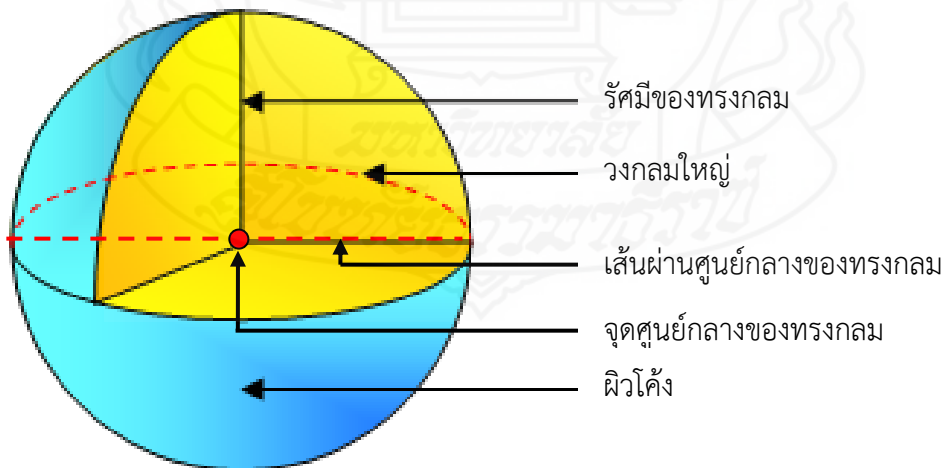 รัศมีของทรงกลม
วงกลมใหญ่
เส้นผ่านศูนย์กลางของทรงกลม
จุดศูนย์กลางของทรงกลม
ผิวโค้ง